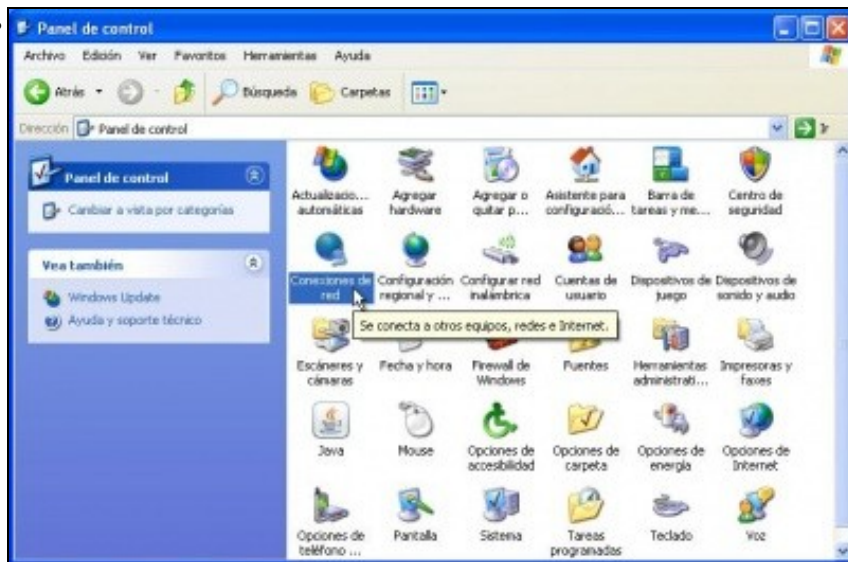 Panel de control
Archivo Edición Ver Favoritos Herramientas Ayuda
Atrás Búsqueda Carpetas
Dirección Panel de control Ir
Panel de control
Cambiar a vista por categorías
Vea también
Windows Update
Ayuda y soporte técnico
Actualizacio...
automáticas
Agregar
hardware
Agregar o
quitar p...
Asistente para
configuració...
Barra de
tareas y me...
Centro de
seguridad
Conexiones de
red
Configuración
regional y ...
Configurar red
inalámbrica
Cuentas de
usuario
Dispositivos de
juego
Dispositivos de
sonido y audio
Se conecta a otros equipos, redes e Internet.
Escáneres y
cámaras
Fecha y hora
Firewall de
Windows
Fuentes
Herramientas
administrati...
Impresoras y
faxes
Java
Mouse
Opciones de
accesibilidad
Opciones de
carpeta
Opciones de
energía
Opciones de
Internet
Opciones de
teléfono ...
Pantalla
Sistema
Tareas
programadas
Teclado
Voz